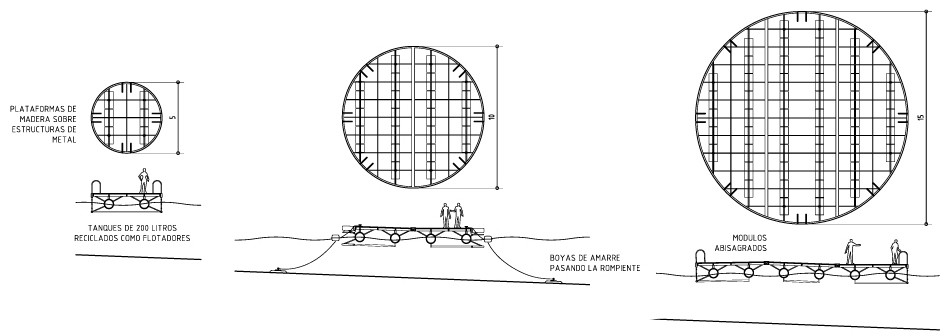 PLATAFORMAS DE
MADERA SOBRE
ESTRUCTURAS DE
METAL
5
TANQUES DE 200 LITROS
RECICLADOS COMO FLOTADORES
10
BOYAS DE AMARRE
PASANDO LA ROMPIENTE
15
MODULOS
ABISAGRADOS